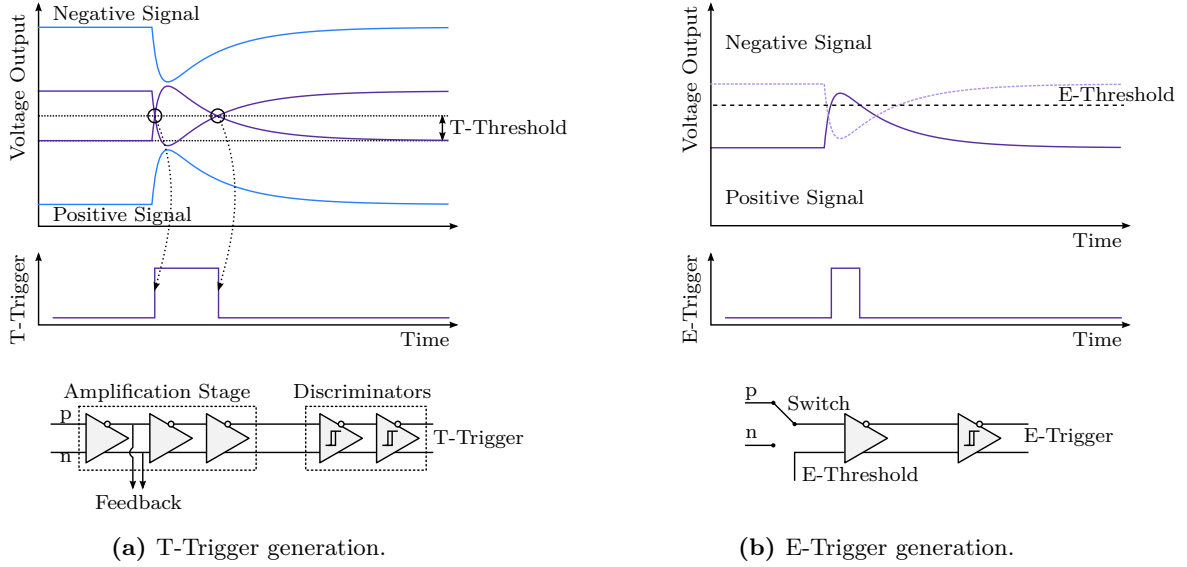 Negative Signal
Voltage Output
T-Threshold
Positive Signal
Time
T-Trigger
Time
Amplification Stage
Discriminators
p
n
T-Trigger
Feedback
(a) T-Trigger generation.
Negative Signal
Voltage Output
E-Threshold
Positive Signal
Time
E-Trigger
Time
p
Switch
n
E-Trigger
E-Threshold
(b) E-Trigger generation.